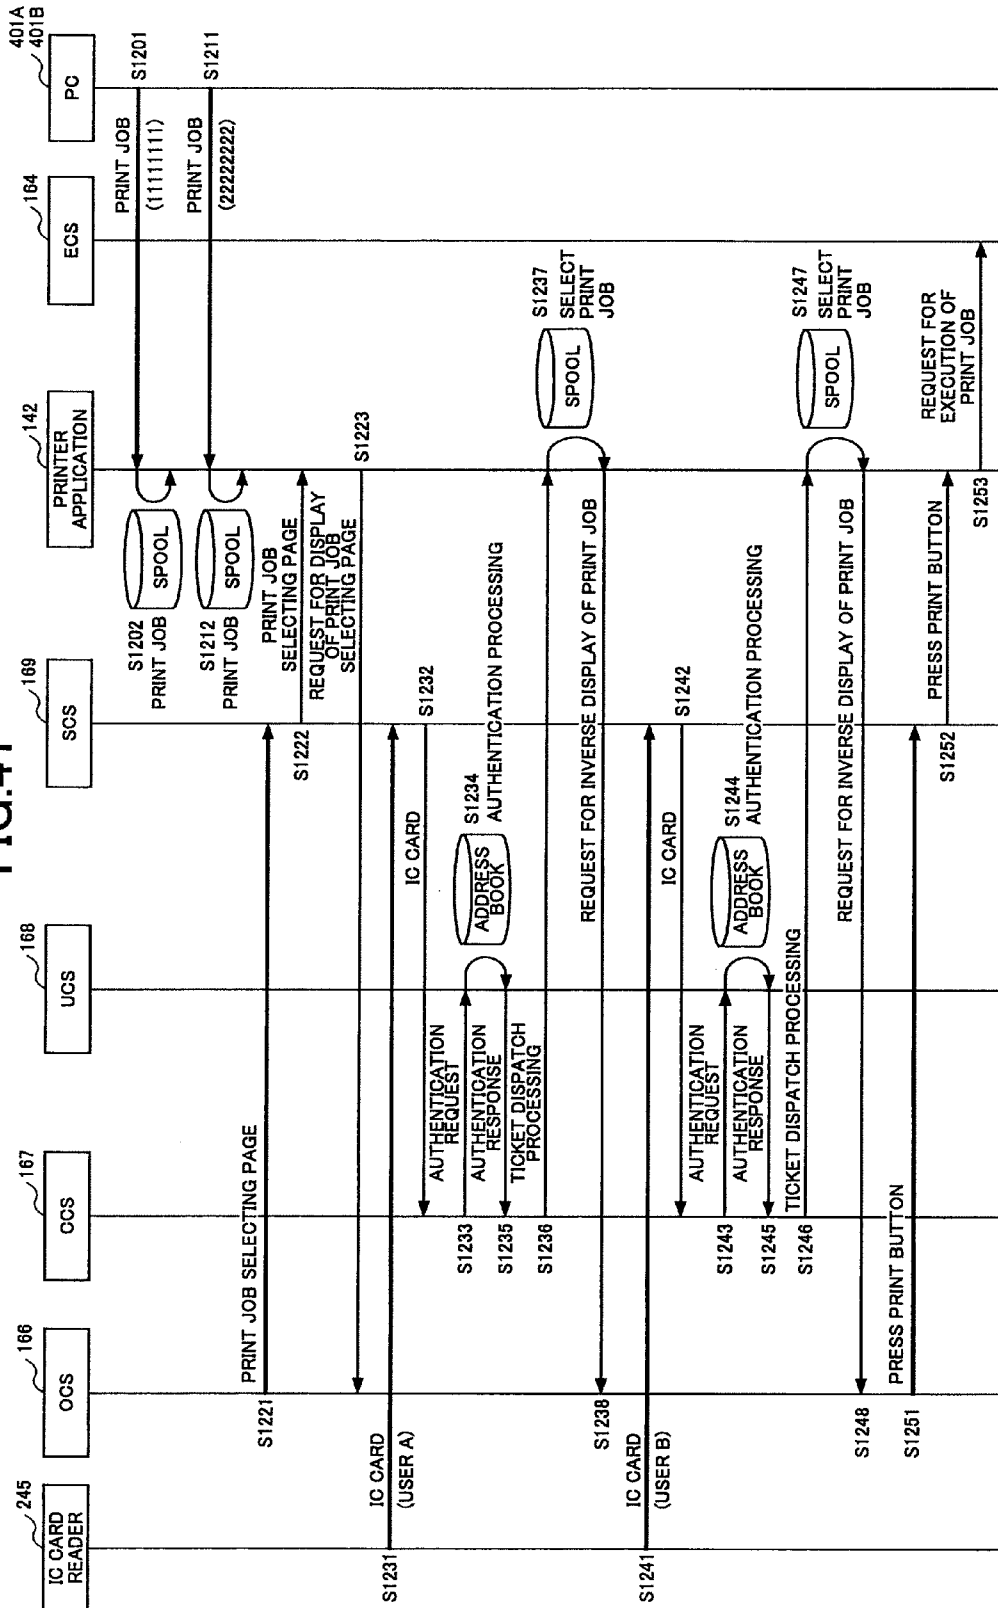 FIG.47
IC CARD
READER
245
OCS
166
CCS
167
UCS
168
SCS
169
PRINTER
APPLICATION
142
ECS
164
PC
401A
401B
S1201
PRINT JOB
(11111111)
S1202
PRINT JOB
SPOOL
S1211
PRINT JOB
(22222222)
S1212
PRINT JOB
SPOOL
S1221
PRINT JOB SELECTING PAGE
S1222
PRINT JOB
SELECTING PAGE
S1223
REQUEST FOR DISPLAY
OF PRINT JOB
SELECTING PAGE
S1231
IC CARD
(USER A)
S1232
IC CARD
S1233
AUTHENTICATION
REQUEST
S1234
AUTHENTICATION PROCESSING
ADDRESS
BOOK
S1235
AUTHENTICATION
RESPONSE
S1236
TICKET DISPATCH
PROCESSING
S1237
SELECT
PRINT
JOB
SPOOL
S1238
REQUEST FOR INVERSE DISPLAY OF PRINT JOB
S1241
IC CARD
(USER B)
S1242
IC CARD
S1243
AUTHENTICATION
REQUEST
S1244
AUTHENTICATION PROCESSING
ADDRESS
BOOK
S1245
AUTHENTICATION
RESPONSE
S1246
TICKET DISPATCH PROCESSING
S1247
SELECT
PRINT
JOB
SPOOL
S1248
REQUEST FOR INVERSE DISPLAY OF PRINT JOB
S1251
PRESS PRINT BUTTON
S1252
PRESS PRINT BUTTON
S1253
REQUEST FOR
EXECUTION OF
PRINT JOB